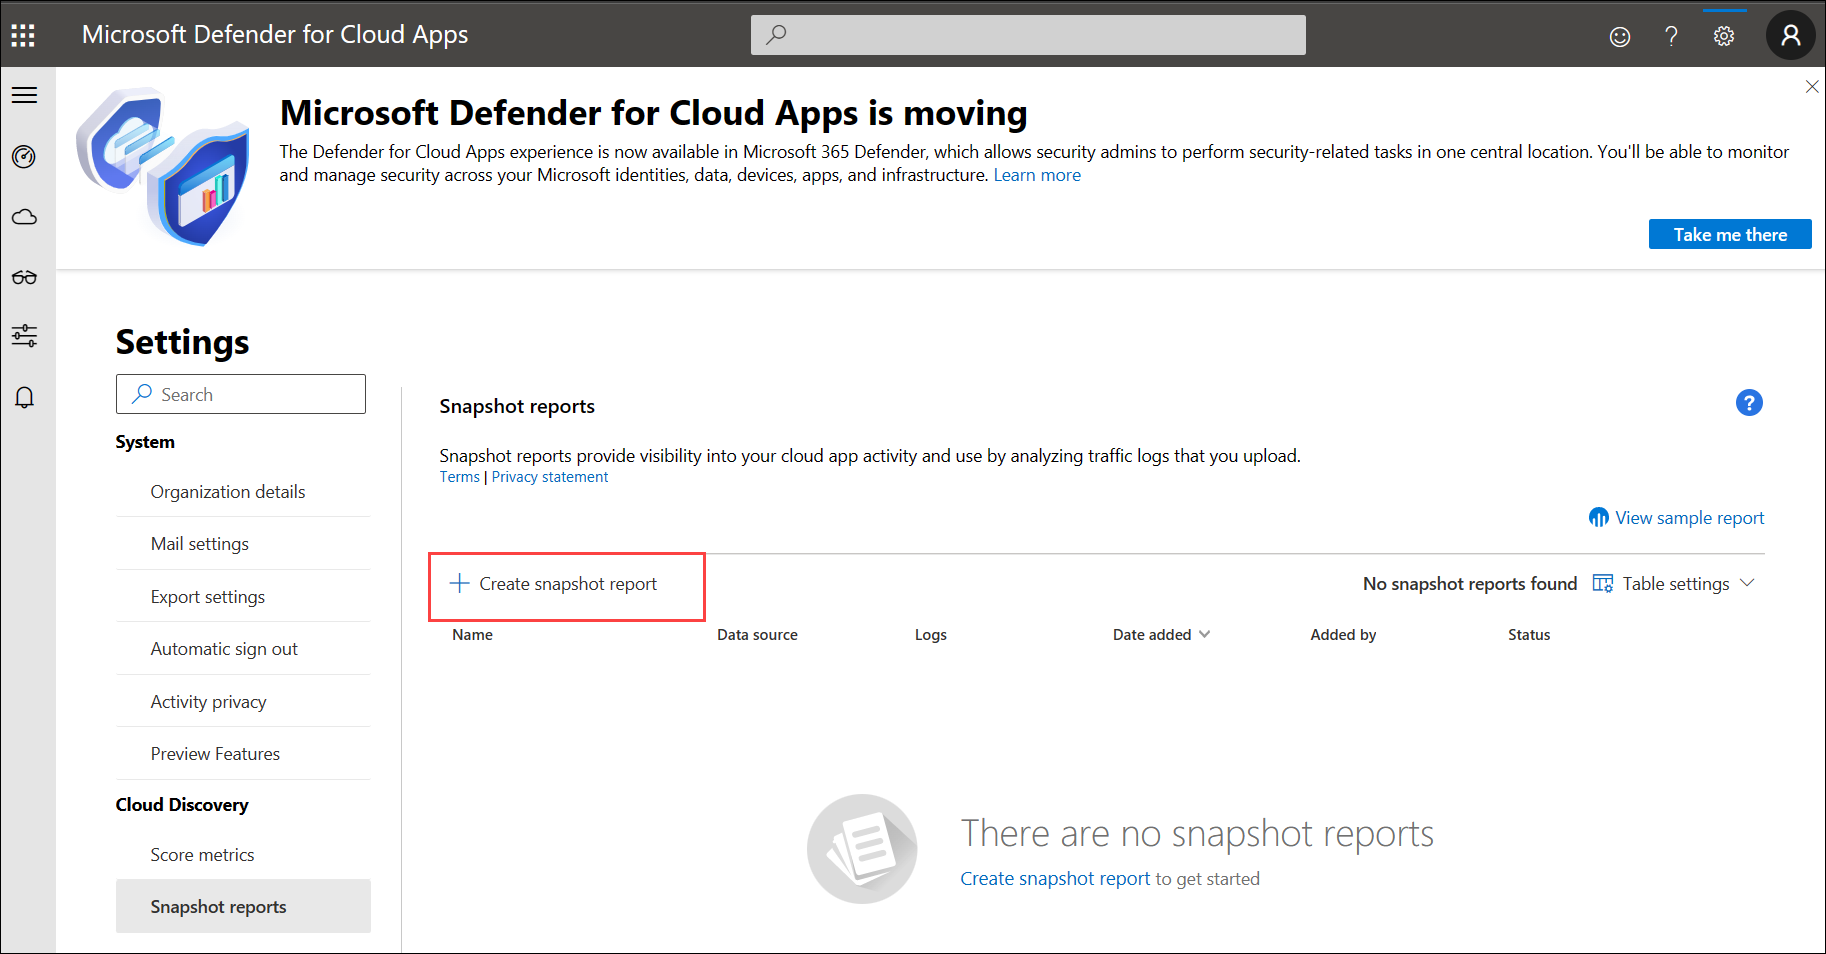 Microsoft Defender for Cloud Apps
Microsoft Defender for Cloud Apps is moving
The Defender for Cloud Apps experience is now available in Microsoft 365 Defender, which allows security admins to perform security-related tasks in one central location. You'll be able to monitor
and manage security across your Microsoft identities, data, devices, apps, and infrastructure. Learn more
Take me there
Settings
Search
System
Organization details
Mail settings
Export settings
Automatic sign out
Activity privacy
Preview Features
Cloud Discovery
Score metrics
Snapshot reports
Snapshot reports
Snapshot reports provide visibility into your cloud app activity and use by analyzing traffic logs that you upload.
Terms | Privacy statement
View sample report
Create snapshot report
No snapshot reports found
Table settings
Name Data source Logs Date added Added by Status
There are no snapshot reports
Create snapshot report to get started